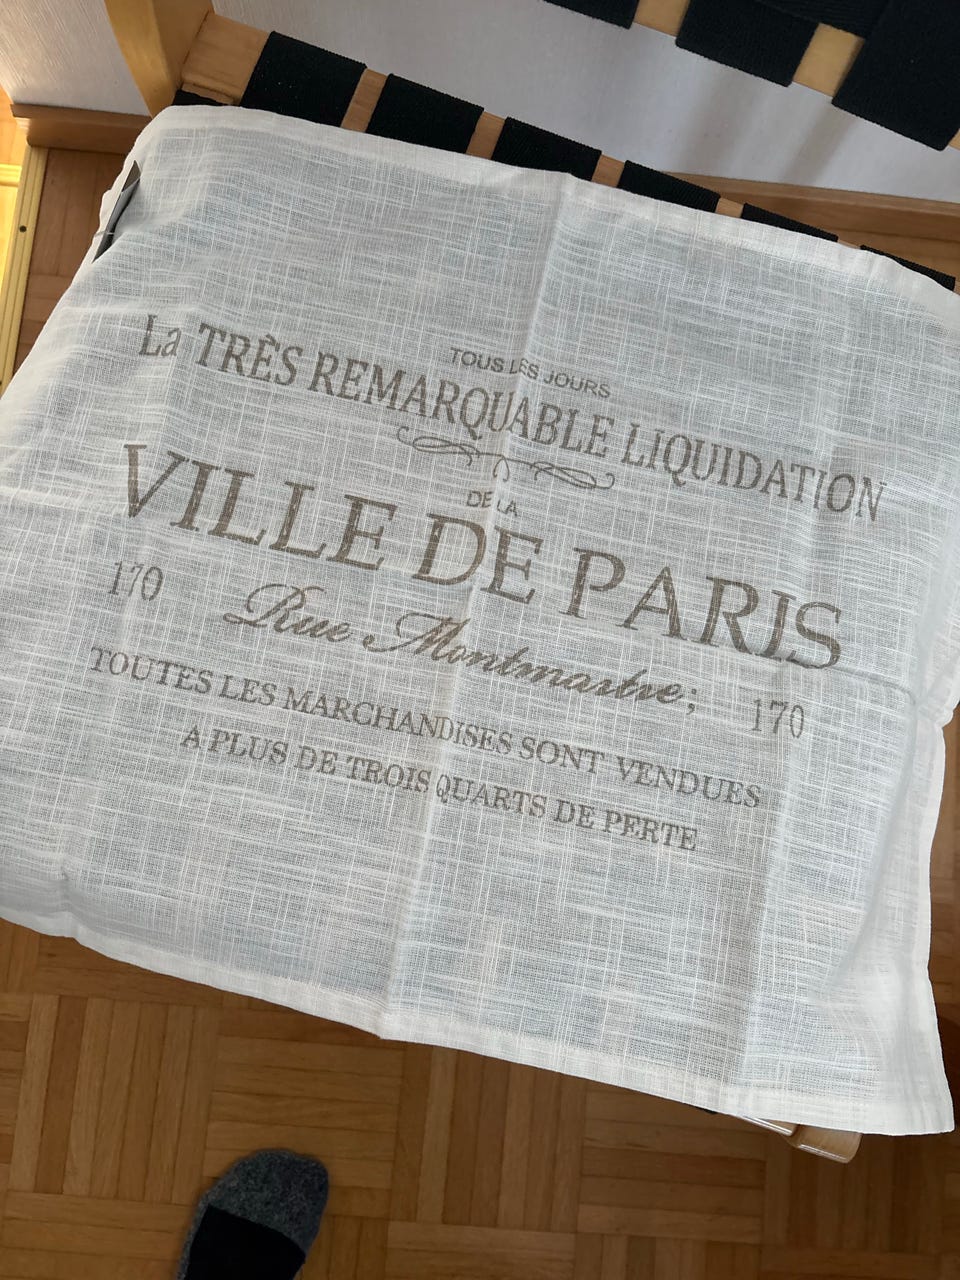 TOUS LES JOURS
La TRÈS REMARQUABLE LIQUIDATION
DE LA
VILLE DE PARIS
170 Rue Montmartre; 170
TOUTES LES MARCHANDISES SONT VENDUES
A PLUS DE TROIS QUARTS DE PERTE